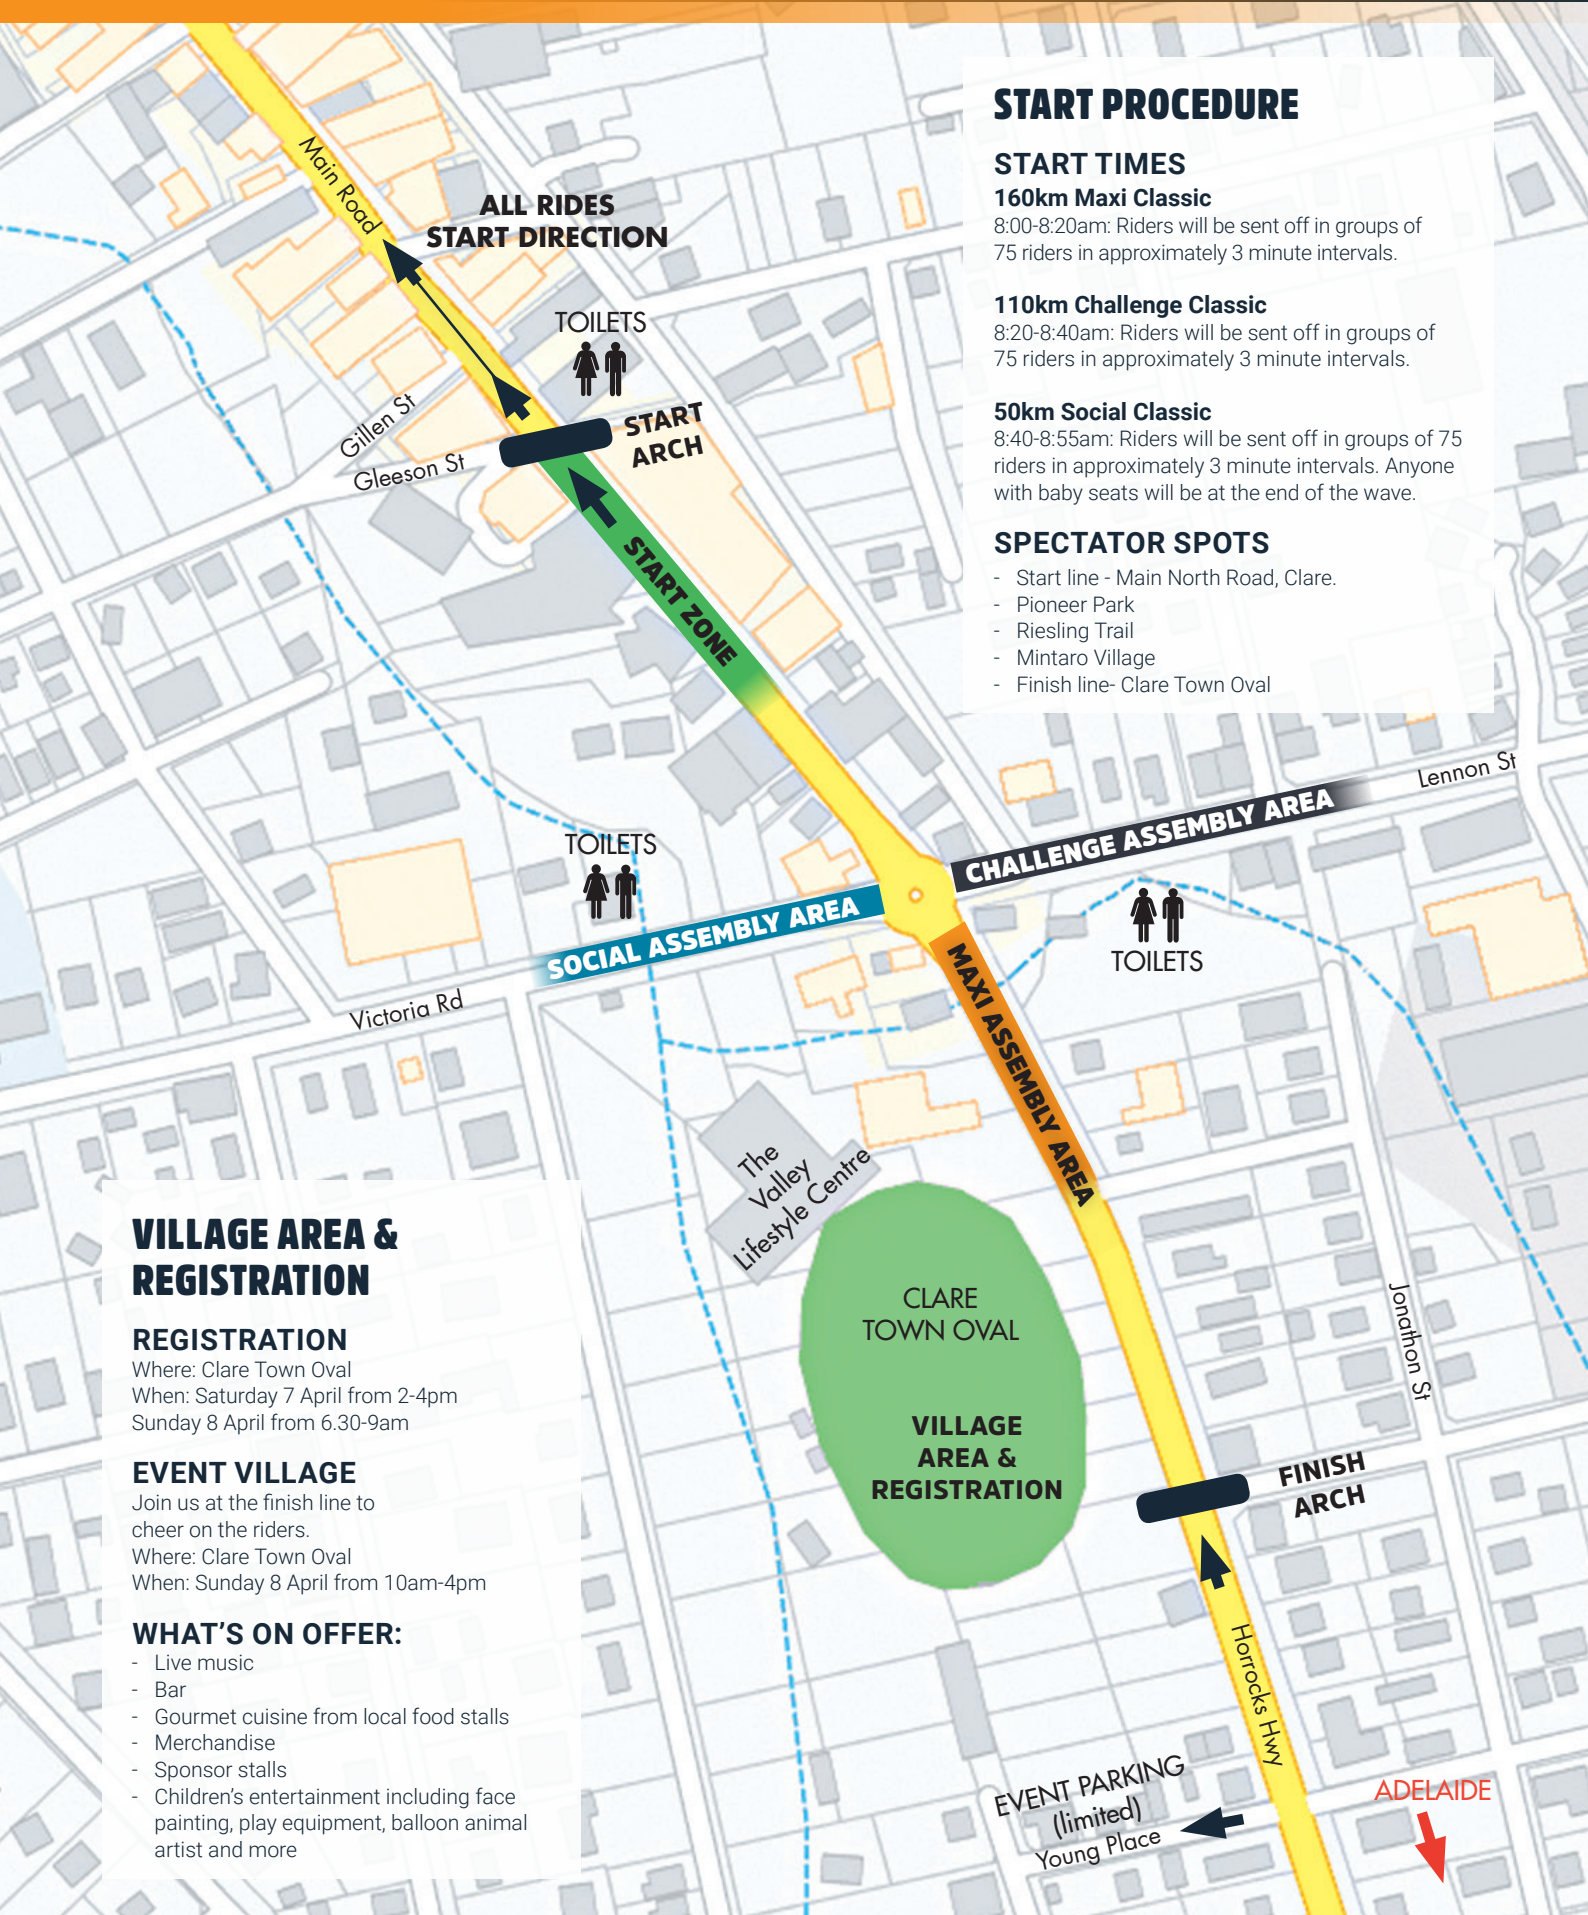 START PROCEDURE
START TIMES
160km Maxi Classic
8:00-8:20am: Riders will be sent off in groups of
75 riders in approximately 3 minute intervals.
110km Challenge Classic
8:20-8:40am: Riders will be sent off in groups of
75 riders in approximately 3 minute intervals.
50km Social Classic
8:40-8:55am: Riders will be sent off in groups of 75
riders in approximately 3 minute intervals. Anyone
with baby seats will be at the end of the wave.
SPECTATOR SPOTS
- Start line - Main North Road, Clare.
- Pioneer Park
- Riesling Trail
- Mintaro Village
- Finish line- Clare Town Oval
Main Road
ALL RIDES
START DIRECTION
TOILETS
START
ARCH
Gillen St
Gleeson St
START ZONE
Lennon St
CHALLENGE ASSEMBLY AREA
TOILETS
SOCIAL ASSEMBLY AREA
TOILETS
MAXI ASSEMBLY AREA
Victoria Rd
The
Valley
Lifestyle Centre
CLARE
TOWN OVAL
VILLAGE
AREA &
REGISTRATION
Jonathon St
FINISH
ARCH
Horrocks Hwy
EVENT PARKING
(limited)
Young Place
ADELAIDE
VILLAGE AREA &
REGISTRATION
REGISTRATION
Where: Clare Town Oval
When: Saturday 7 April from 2-4pm
Sunday 8 April from 6.30-9am
EVENT VILLAGE
Join us at the finish line to
cheer on the riders.
Where: Clare Town Oval
When: Sunday 8 April from 10am-4pm
WHAT'S ON OFFER:
- Live music
- Bar
- Gourmet cuisine from local food stalls
- Merchandise
- Sponsor stalls
- Children's entertainment including face
painting, play equipment, balloon animal
artist and more